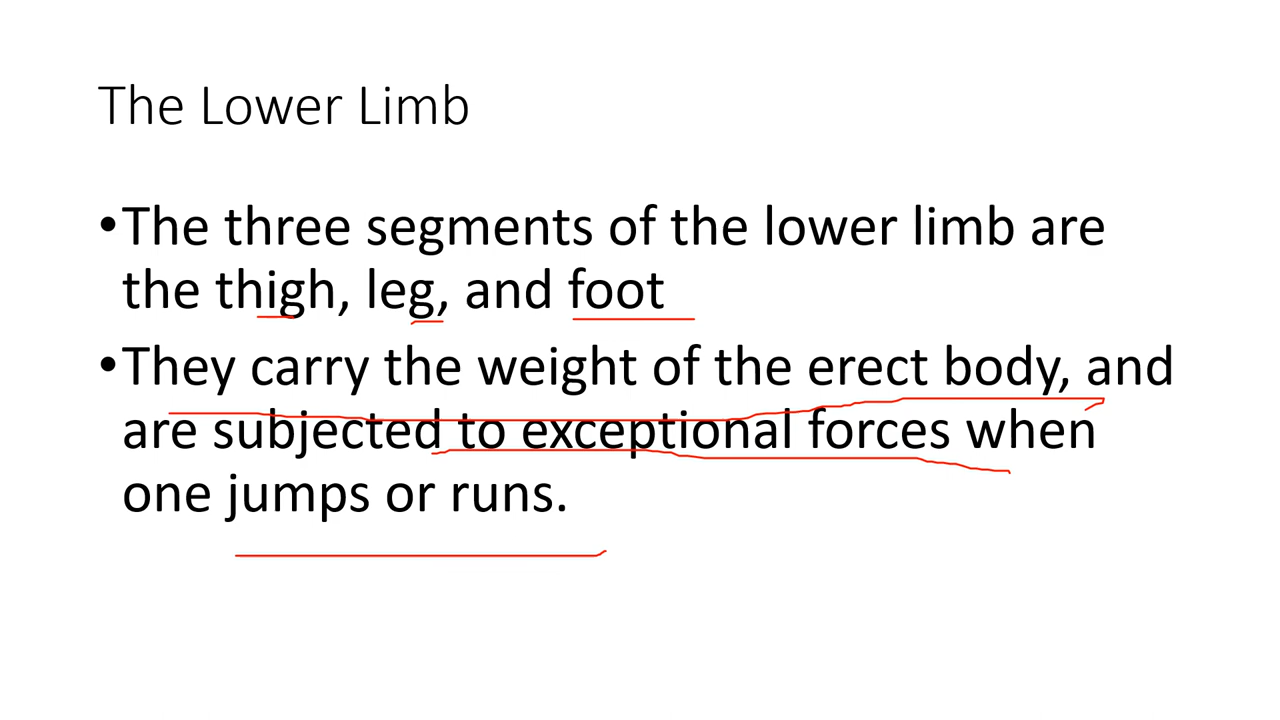 The Lower Limb
•The three segments of the lower limb are
the thigh, leg, and foot
•They carry the weight of the erect body, and
are subjected to exceptional forces when
one jumps or runs.